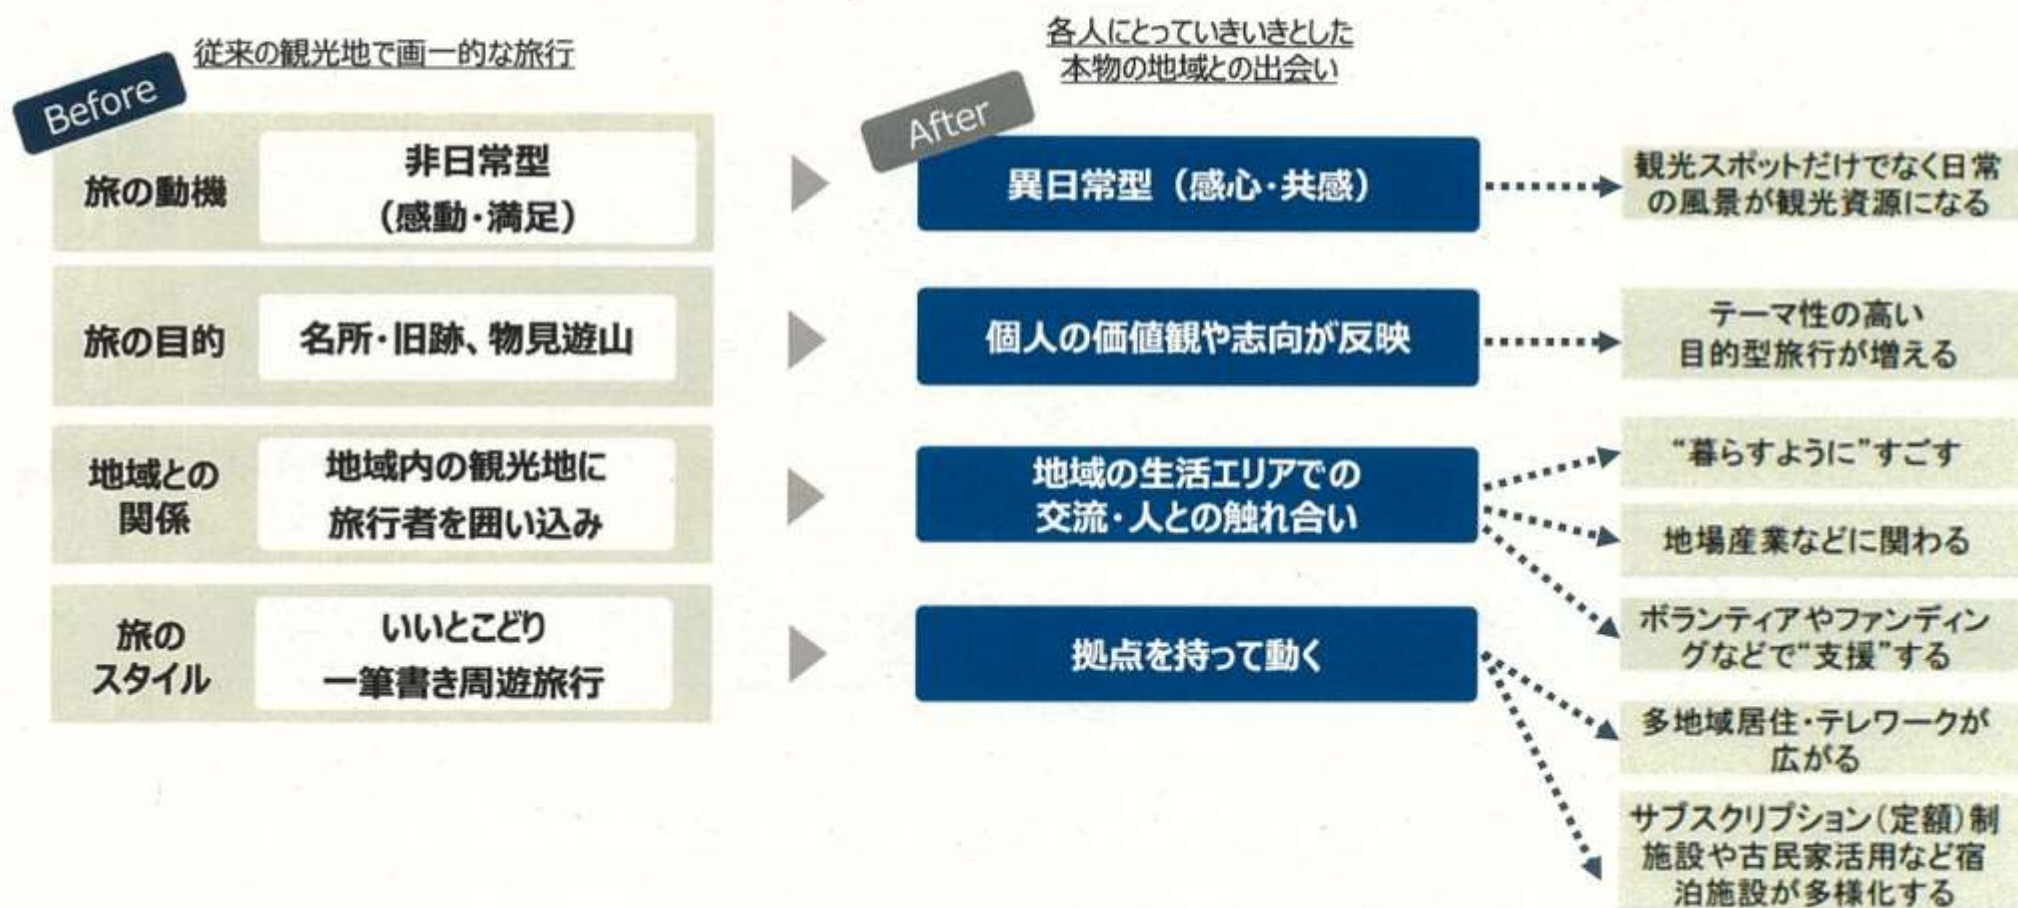 従来の観光地で画一的な旅行
各人にとっていきいきとした
本物の地域との出会い
Before
After
旅の動機
非日常型
(感動・満足)
異日常型（感心・共感）
観光スポットだけでなく日常
の風景が観光資源になる
旅の目的
名所・旧跡、物見遊山
個人の価値観や志向が反映
テーマ性の高い
目的型旅行が増える
地域との
関係
地域内の観光地に
旅行者を囲い込み
地域の生活エリアでの
交流・人との触れ合い
“暮らすように”すごす
地場産業などに関わる
ボランティアやファンディン
グなどで“支援”する
旅の
スタイル
いいとこどり
一筆書き周遊旅行
拠点を持って動く
多地域居住・テレワークが
広がる
サブスクリプション(定額)制
施設や古民家活用など宿
泊施設が多様化する